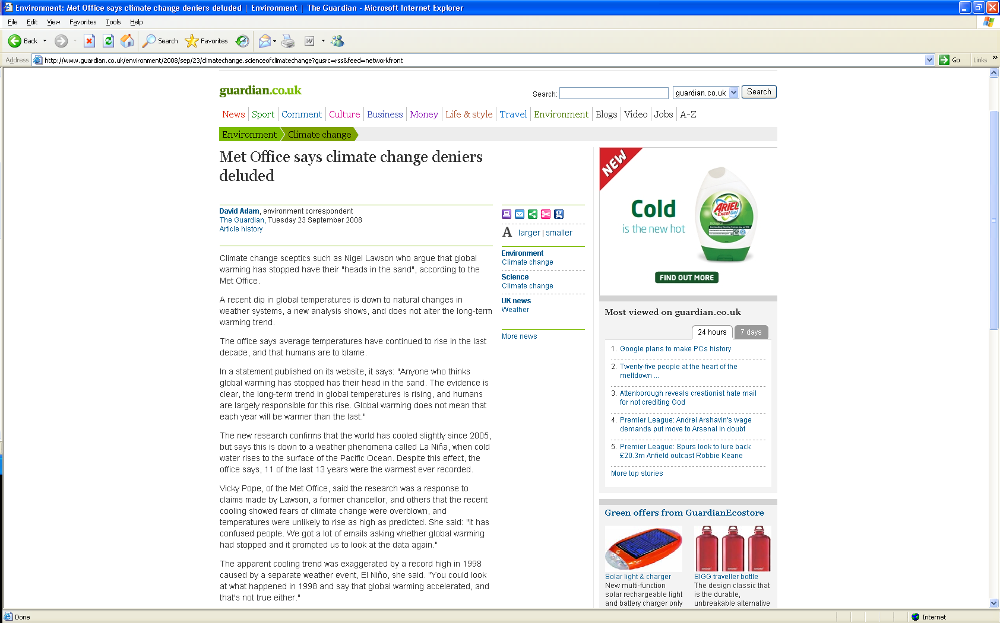 Environment: Met Office says climate change deniers deluded | Environment | The Guardian - Microsoft Internet Explorer
File Edit View Favorites Tools Help
Back Search Favorites
Address http://www.guardian.co.uk/environment/2008/sep/23/climatechange.scienceofclimatechange?gusrc=rss&feed=networkfront Go Links »
guardian.co.uk
Search: guardian.co.uk Search
News Sport Comment Culture Business Money Life & style Travel Environment Blogs Video Jobs A-Z
Environment Climate change
Met Office says climate change deniers
deluded
David Adam, environment correspondent
The Guardian, Tuesday 23 September 2008
Article history
Climate change sceptics such as Nigel Lawson who argue that global
warming has stopped have their "heads in the sand", according to the
Met Office.
A recent dip in global temperatures is down to natural changes in
weather systems, a new analysis shows, and does not alter the long-term
warming trend.
The office says average temperatures have continued to rise in the last
decade, and that humans are to blame.
In a statement published on its website, it says: "Anyone who thinks
global warming has stopped has their head in the sand. The evidence is
clear, the long-term trend in global temperatures is rising, and humans
are largely responsible for this rise. Global warming does not mean that
each year will be warmer than the last."
The new research confirms that the world has cooled slightly since 2005,
but says this is down to a weather phenomena called La Niña, when cold
water rises to the surface of the Pacific Ocean. Despite this effect, the
office says, 11 of the last 13 years were the warmest ever recorded.
Vicky Pope, of the Met Office, said the research was a response to
claims made by Lawson, a former chancellor, and others that the recent
cooling showed fears of climate change were overblown, and
temperatures were unlikely to rise as high as predicted. She said: "It has
confused people. We got a lot of emails asking whether global warming
had stopped and it prompted us to look at the data again."
The apparent cooling trend was exaggerated by a record high in 1998
caused by a separate weather event, El Niño, she said. "You could look
at what happened in 1998 and say that global warming accelerated, and
that's not true either."
A larger | smaller
Environment
Climate change
Science
Climate change
UK news
Weather
More news
NEW
Cold
is the new hot
ARIEL
Excel Gel
FIND OUT MORE
Most viewed on guardian.co.uk
24 hours 7 days
1. Google plans to make PCs history
2. Twenty-five people at the heart of the
meltdown ...
3. Attenborough reveals creationist hate mail
for not crediting God
4. Premier League: Andrei Arshavin's wage
demands put move to Arsenal in doubt
5. Premier League: Spurs look to lure back
£20.3m Anfield outcast Robbie Keane
More top stories
Green offers from GuardianEcostore
Solar light & charger
New multi-function
solar rechargeable light
and battery charger only
SIGG traveller bottle
The design classic that
is the durable,
unbreakable alternative
Done Internet